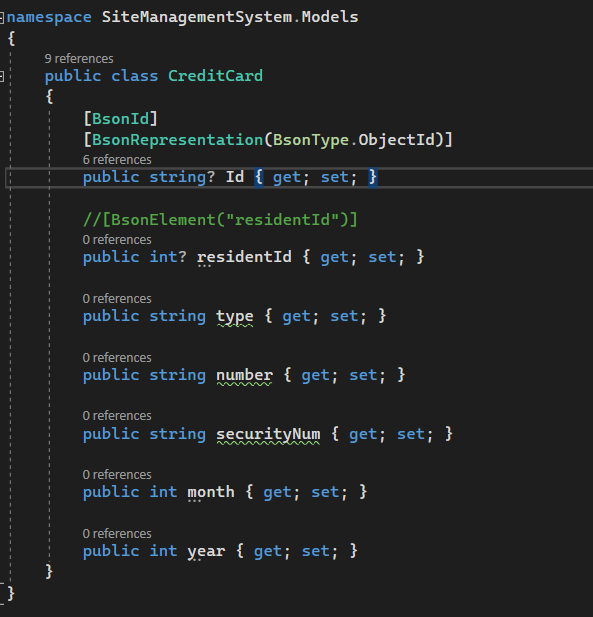 namespace SiteManagementSystem.Models
{
9 references
public class CreditCard
{
[BsonId]
[BsonRepresentation(BsonType.ObjectId)]
6 references
public string? Id { get; set; }
//[BsonElement("residentId")]
0 references
public int? residentId { get; set; }
0 references
public string type { get; set; }
0 references
public string number { get; set; }
0 references
public string securityNum { get; set; }
0 references
public int month { get; set; }
0 references
public int year { get; set; }
}
}